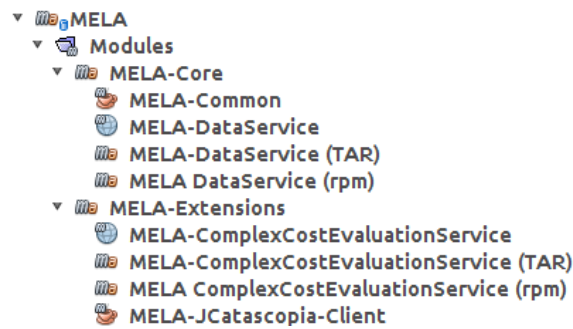 MELA
Modules
MELA-Core
MELA-Common
MELA-DataService
MELA-DataService (TAR)
MELA DataService (rpm)
MELA-Extensions
MELA-ComplexCostEvaluationService
MELA-ComplexCostEvaluationService (TAR)
MELA ComplexCostEvaluationService (rpm)
MELA-JCatascopia-Client